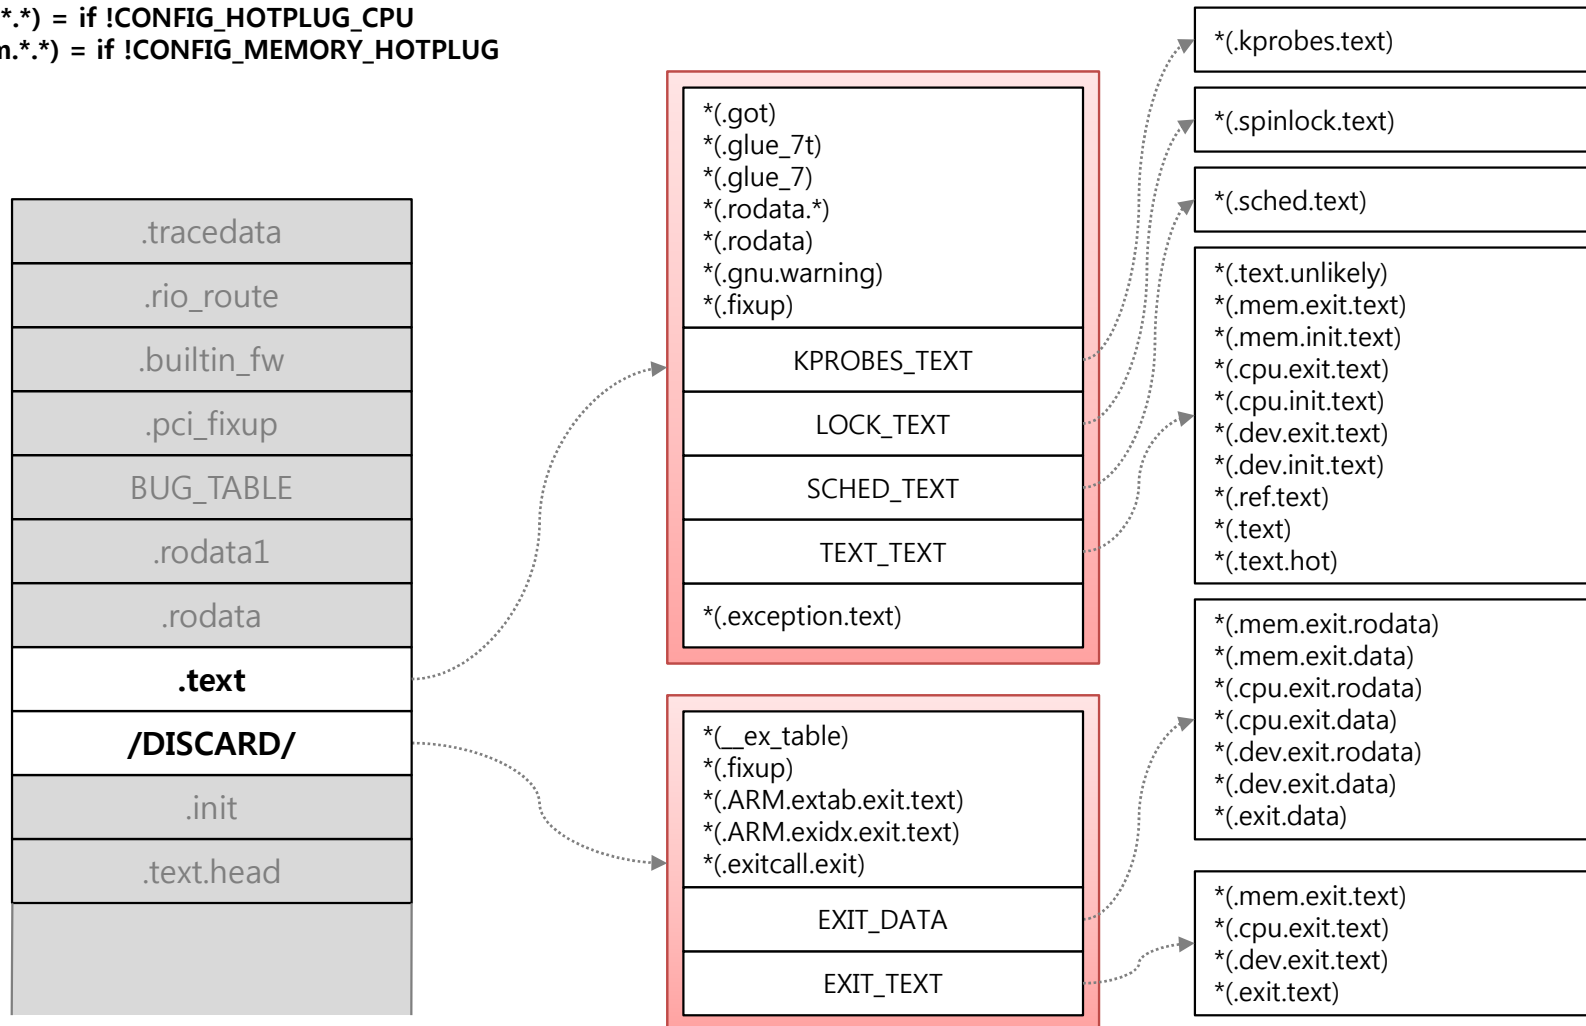 *.*) = if !CONFIG_HOTPLUG_CPU
.*.*) = if !CONFIG_MEMORY_HOTPLUG
.tracedata
.rio_route
.builtin_fw
.pci_fixup
BUG_TABLE
.rodata1
.rodata
.text
/DISCARD/
.init
.text.head
*(.got)
*(.glue_7t)
*(.glue_7)
*(.rodata.*)
*(.rodata)
*(.gnu.warning)
*(.fixup)
KPROBES_TEXT
LOCK_TEXT
SCHED_TEXT
TEXT_TEXT
*(.exception.text)
*(__ex_table)
*(.fixup)
*(.ARM.extab.exit.text)
*(.ARM.exidx.exit.text)
*(.exitcall.exit)
EXIT_DATA
EXIT_TEXT
*(.kprobes.text)
*(.spinlock.text)
*(.sched.text)
*(.text.unlikely)
*(.mem.exit.text)
*(.mem.init.text)
*(.cpu.exit.text)
*(.cpu.init.text)
*(.dev.exit.text)
*(.dev.init.text)
*(.ref.text)
*(.text)
*(.text.hot)
*(.mem.exit.rodata)
*(.mem.exit.data)
*(.cpu.exit.rodata)
*(.cpu.exit.data)
*(.dev.exit.rodata)
*(.dev.exit.data)
*(.exit.data)
*(.mem.exit.text)
*(.cpu.exit.text)
*(.dev.exit.text)
*(.exit.text)